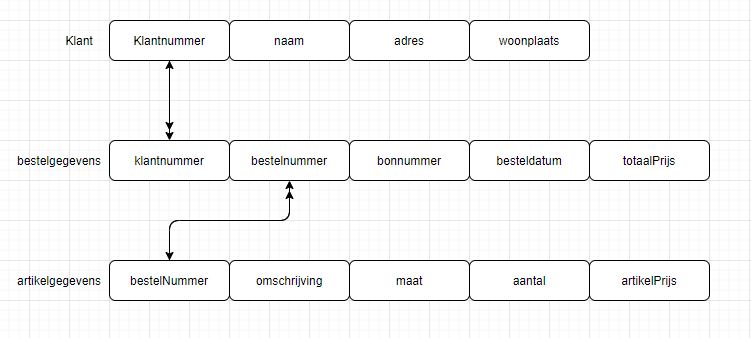 Klant Klantnummer naam adres woonplaats
bestelgegevens klantnummer bestelnummer bonnummer besteldatum totaalPrijs
artikelgegevens bestelNummer omschrijving maat aantal artikelPrijs